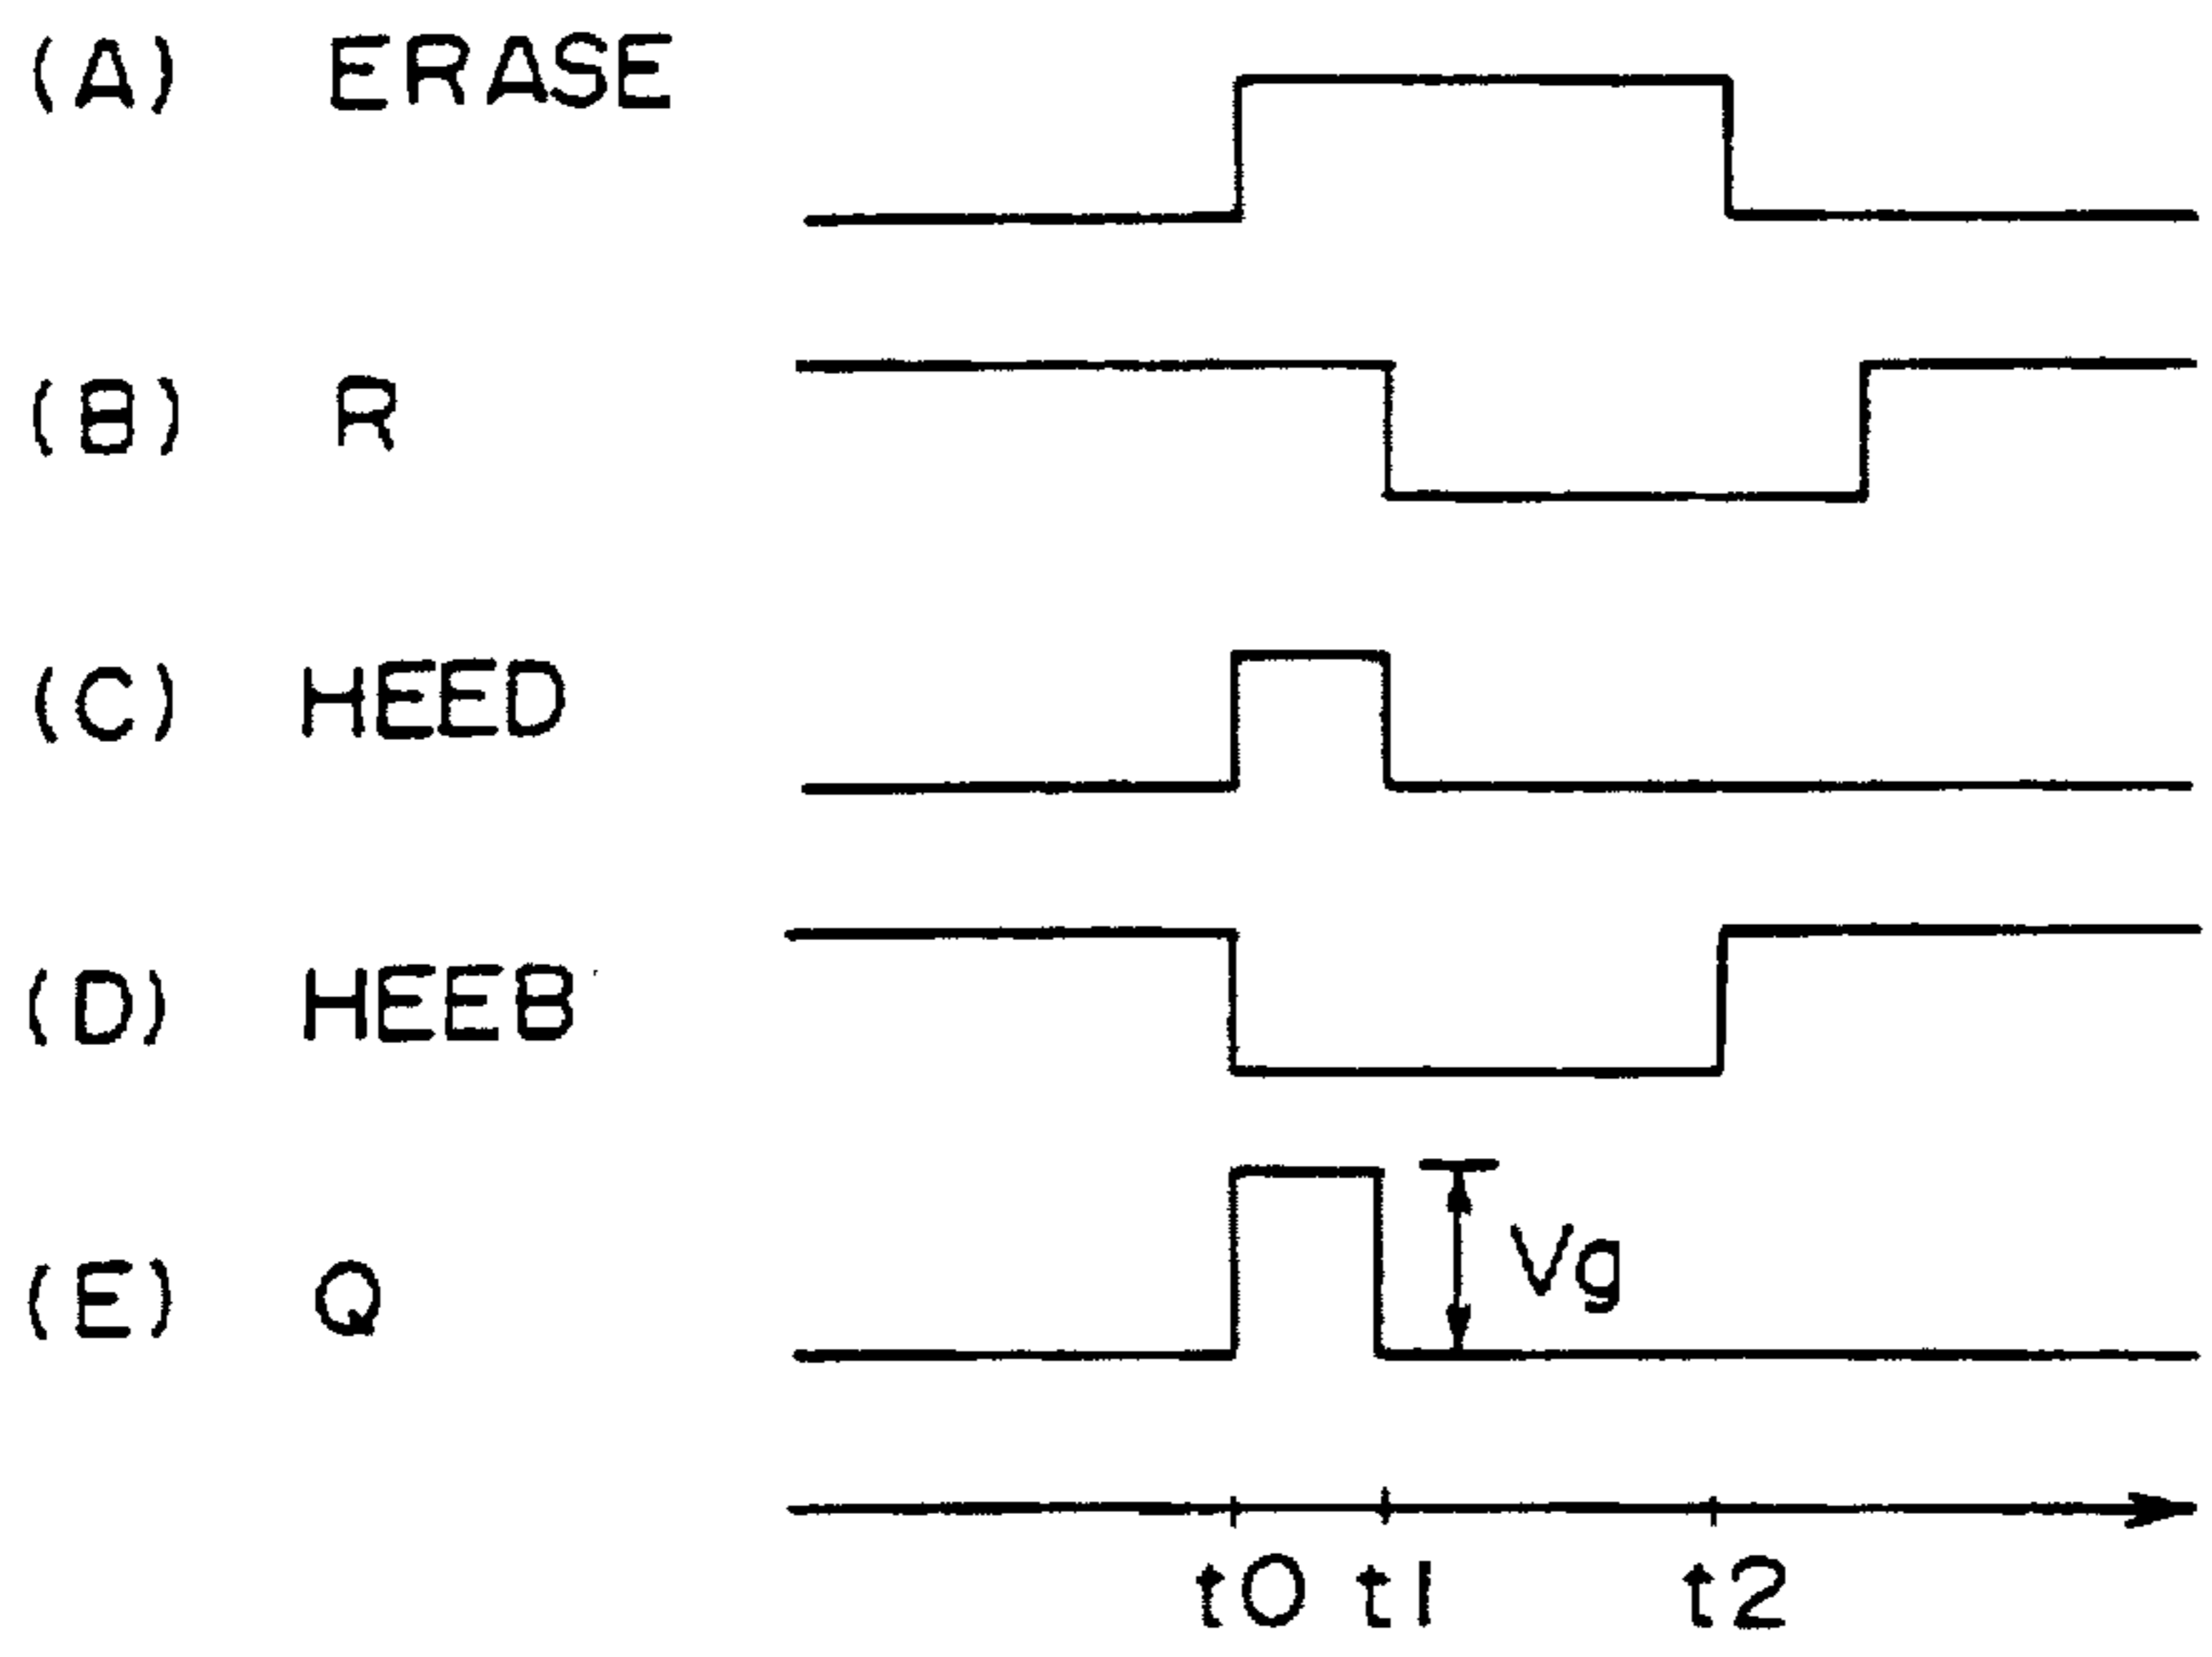 (A) ERASE
(B) R
(C) HEED
(D) HEEB
(E) Q
Vg
t0 t1 t2